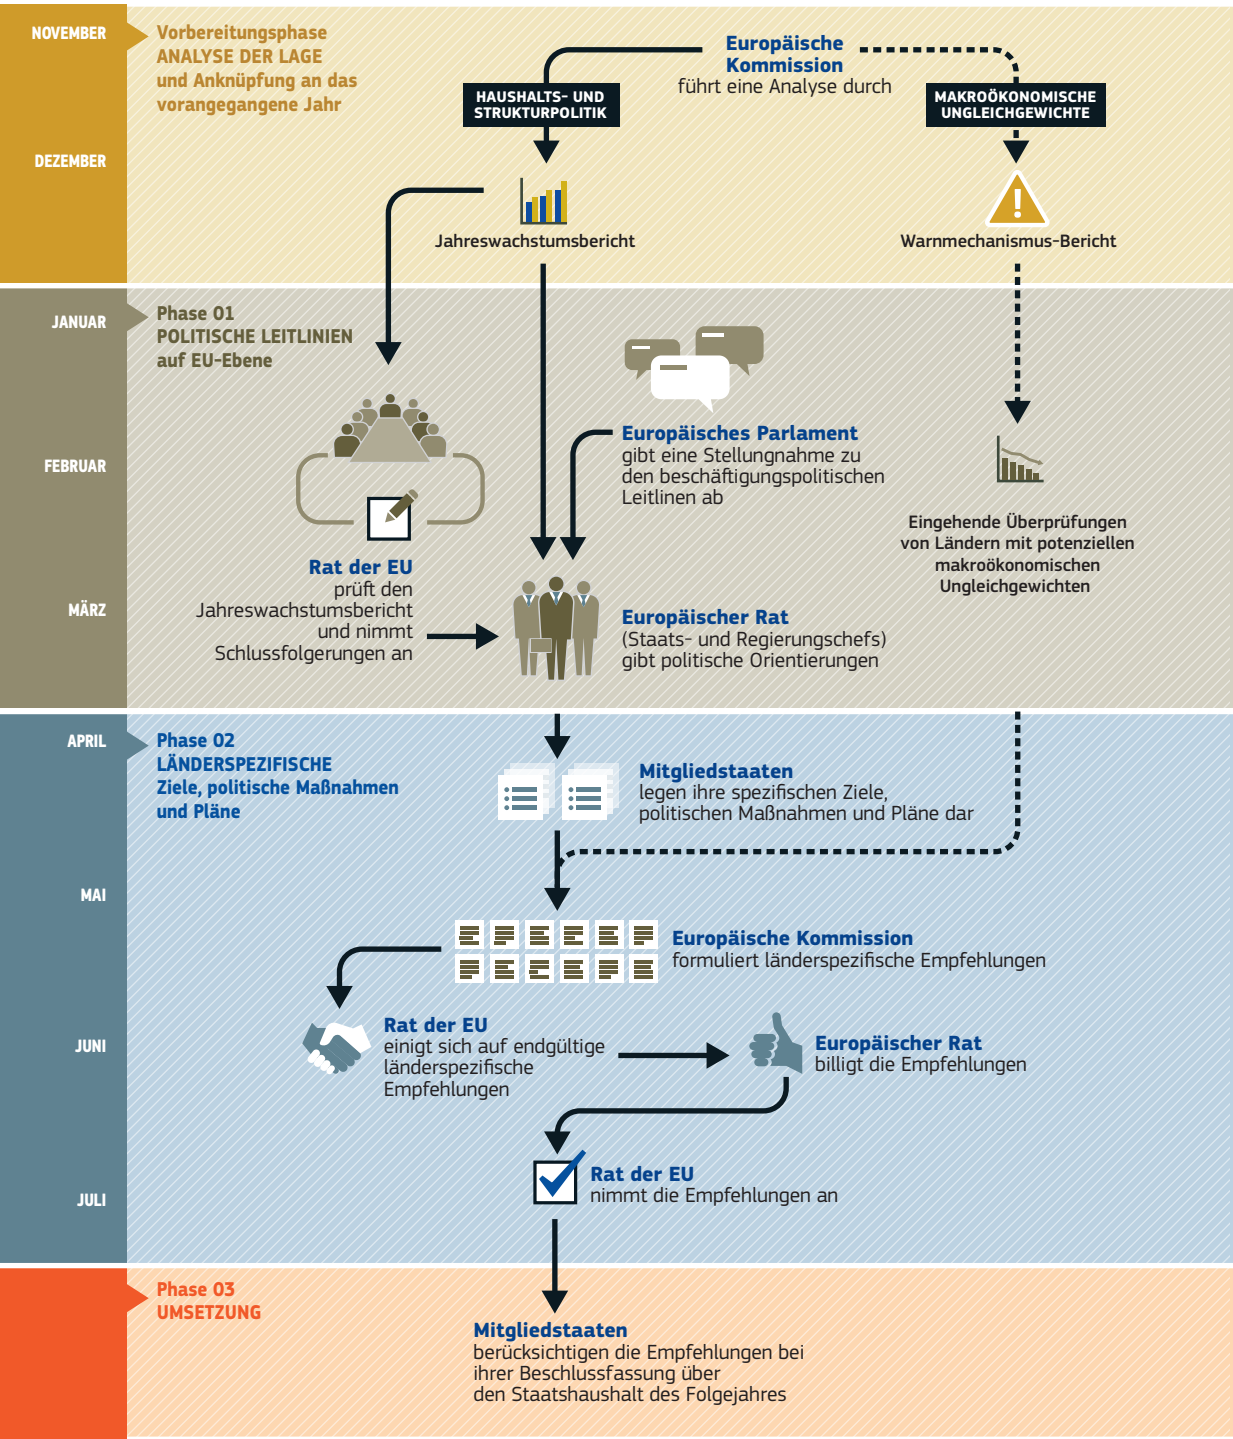 NOVEMBER
Vorbereitungsphase
ANALYSE DER LAGE
und Anknüpfung an das
vorangegangene Jahr
Europäische
Kommission
führt eine Analyse durch
HAUSHALTS- UND
STRUKTURPOLITIK
MAKROÖKONOMISCHE
UNGLEICHGEWICHTE
DEZEMBER
Jahreswachstumsbericht
Warnmechanismus-Bericht
JANUAR
Phase 01
POLITISCHE LEITLINIEN
auf EU-Ebene
Europäisches Parlament
gibt eine Stellungnahme zu
den beschäftigungspolitischen
Leitlinen ab
FEBRUAR
Eingehende Überprüfungen
von Ländern mit potenziellen
makroökonomischen
Ungleichgewichten
Rat der EU
prüft den
Jahreswachstumsbericht
und nimmt
Schlussfolgerungen an
MÄRZ
Europäischer Rat
(Staats- und Regierungschefs)
gibt politische Orientierungen
APRIL
Phase 02
LÄNDERSPEZIFISCHE
Ziele, politische Maßnahmen
und Pläne
Mitgliedstaaten
legen ihre spezifischen Ziele,
politischen Maßnahmen und Pläne dar
MAI
Europäische Kommission
formuliert länderspezifische Empfehlungen
JUNI
Rat der EU
einigt sich auf endgültige
länderspezifische
Empfehlungen
Europäischer Rat
billigt die Empfehlungen
Rat der EU
nimmt die Empfehlungen an
JULI
Phase 03
UMSETZUNG
Mitgliedstaaten
berücksichtigen die Empfehlungen bei
ihrer Beschlussfassung über
den Staatshaushalt des Folgejahres